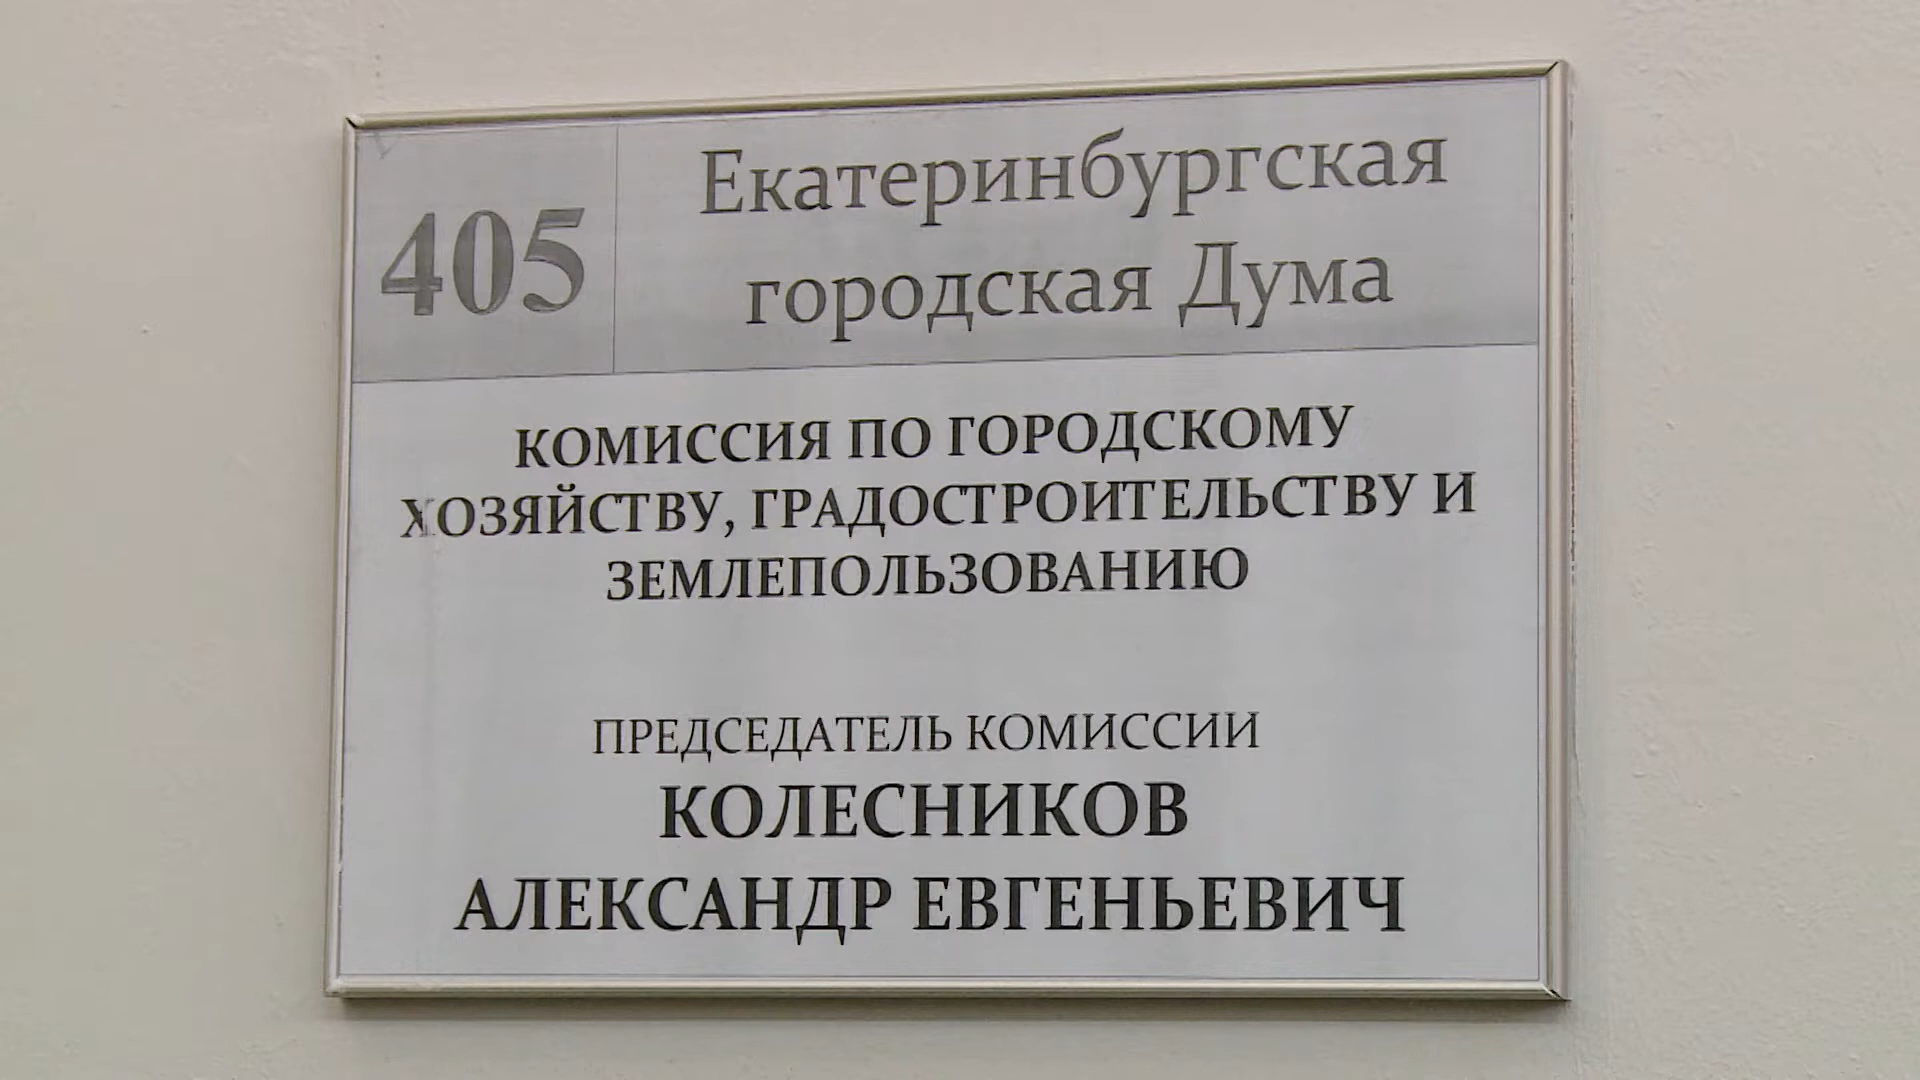 405
Екатеринбургская
городская Дума
КОМИССИЯ ПО ГОРОДСКОМУ
ХОЗЯЙСТВУ, ГРАДОСТРОИТЕЛЬСТВУ И
ЗЕМЛЕПОЛЬЗОВАНИЮ
ПРЕДСЕДАТЕЛЬ КОМИССИИ
КОЛЕСНИКОВ
АЛЕКСАНДР ЕВГЕНЬЕВИЧ